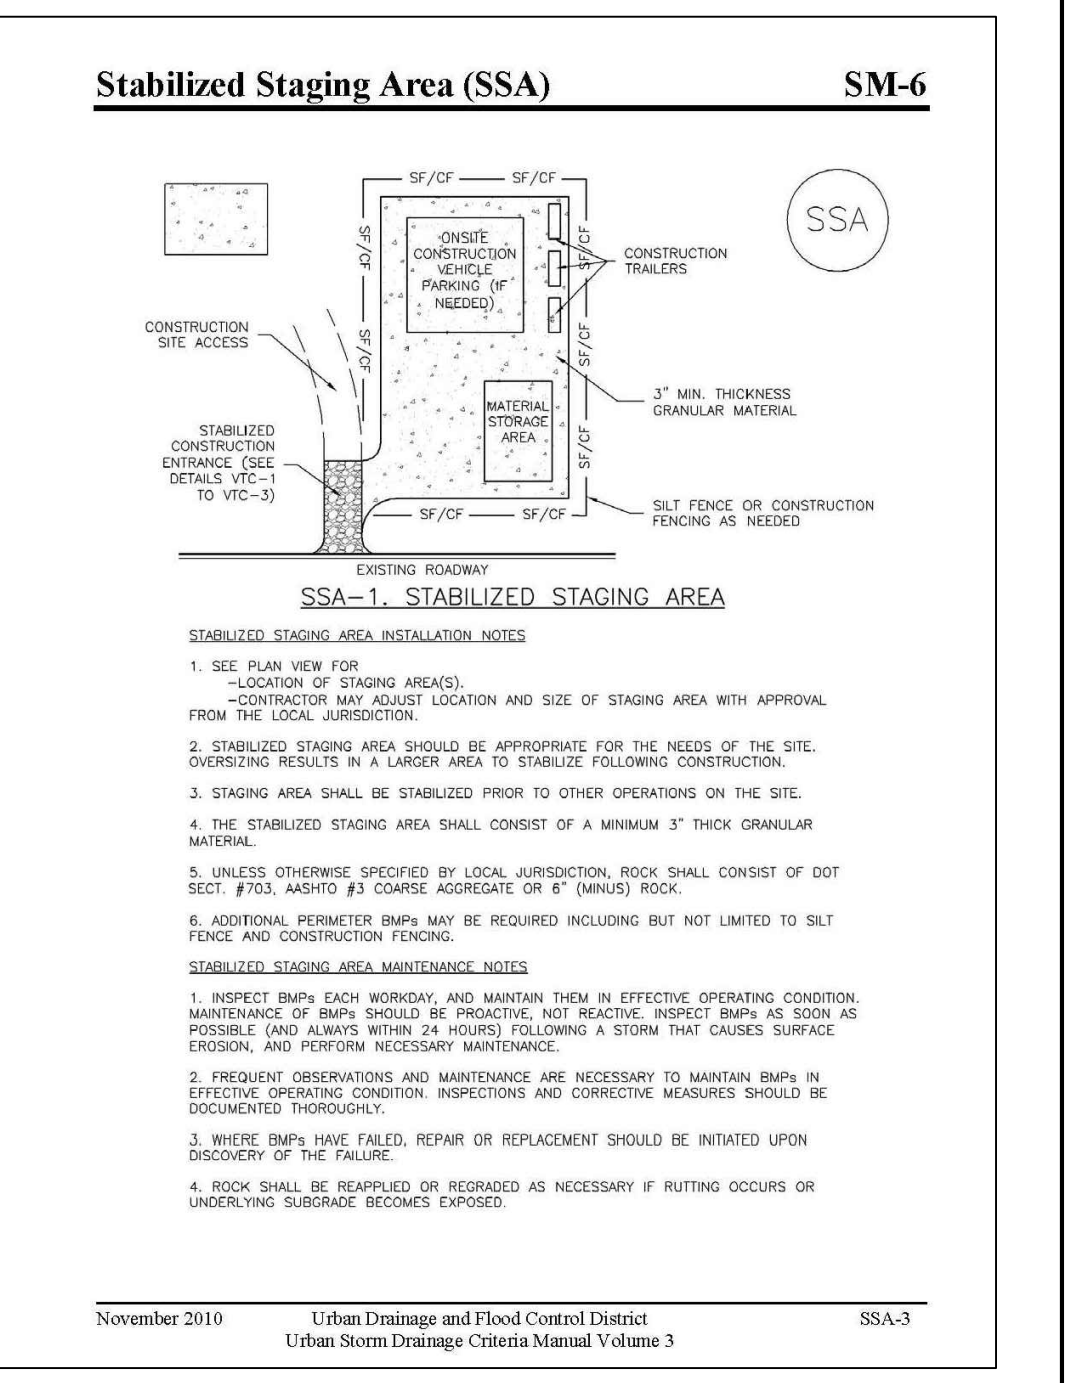 Stabilized Staging Area (SSA) SM-6
SF/CF SF/CF
SSA
SF/CF
SF/CF
ONSITE
CONSTRUCTION
VEHICLE
PARKING (IF
NEEDED)
CONSTRUCTION
TRAILERS
CONSTRUCTION
SITE ACCESS
SF/CF
SF/CF
3" MIN. THICKNESS
GRANULAR MATERIAL
MATERIAL
STORAGE
AREA
STABILIZED
CONSTRUCTION
ENTRANCE (SEE
DETAILS VTC-1
TO VTC-3)
SF/CF
SILT FENCE OR CONSTRUCTION
FENCING AS NEEDED
SF/CF SF/CF
EXISTING ROADWAY
SSA-1. STABILIZED STAGING AREA
STABILIZED STAGING AREA INSTALLATION NOTES
1. SEE PLAN VIEW FOR
-LOCATION OF STAGING AREA(S).
-CONTRACTOR MAY ADJUST LOCATION AND SIZE OF STAGING AREA WITH APPROVAL
FROM THE LOCAL JURISDICTION.
2. STABILIZED STAGING AREA SHOULD BE APPROPRIATE FOR THE NEEDS OF THE SITE.
OVERSIZING RESULTS IN A LARGER AREA TO STABILIZE FOLLOWING CONSTRUCTION.
3. STAGING AREA SHALL BE STABILIZED PRIOR TO OTHER OPERATIONS ON THE SITE.
4. THE STABILIZED STAGING AREA SHALL CONSIST OF A MINIMUM 3" THICK GRANULAR
MATERIAL.
5. UNLESS OTHERWISE SPECIFIED BY LOCAL JURISDICTION, ROCK SHALL CONSIST OF DOT
SECT. #703, AASHTO #3 COARSE AGGREGATE OR 6" (MINUS) ROCK.
6. ADDITIONAL PERIMETER BMPs MAY BE REQUIRED INCLUDING BUT NOT LIMITED TO SILT
FENCE AND CONSTRUCTION FENCING.
STABILIZED STAGING AREA MAINTENANCE NOTES
1. INSPECT BMPs EACH WORKDAY, AND MAINTAIN THEM IN EFFECTIVE OPERATING CONDITION.
MAINTENANCE OF BMPs SHOULD BE PROACTIVE, NOT REACTIVE. INSPECT BMPs AS SOON AS
POSSIBLE (AND ALWAYS WITHIN 24 HOURS) FOLLOWING A STORM THAT CAUSES SURFACE
EROSION, AND PERFORM NECESSARY MAINTENANCE.
2. FREQUENT OBSERVATIONS AND MAINTENANCE ARE NECESSARY TO MAINTAIN BMPs IN
EFFECTIVE OPERATING CONDITION. INSPECTIONS AND CORRECTIVE MEASURES SHOULD BE
DOCUMENTED THOROUGHLY.
3. WHERE BMPs HAVE FAILED, REPAIR OR REPLACEMENT SHOULD BE INITIATED UPON
DISCOVERY OF THE FAILURE.
4. ROCK SHALL BE REAPPLIED OR REGRADED AS NECESSARY IF RUTTING OCCURS OR
UNDERLYING SUBGRADE BECOMES EXPOSED.
November 2010 Urban Drainage and Flood Control District SSA-3
Urban Storm Drainage Criteria Manual Volume 3